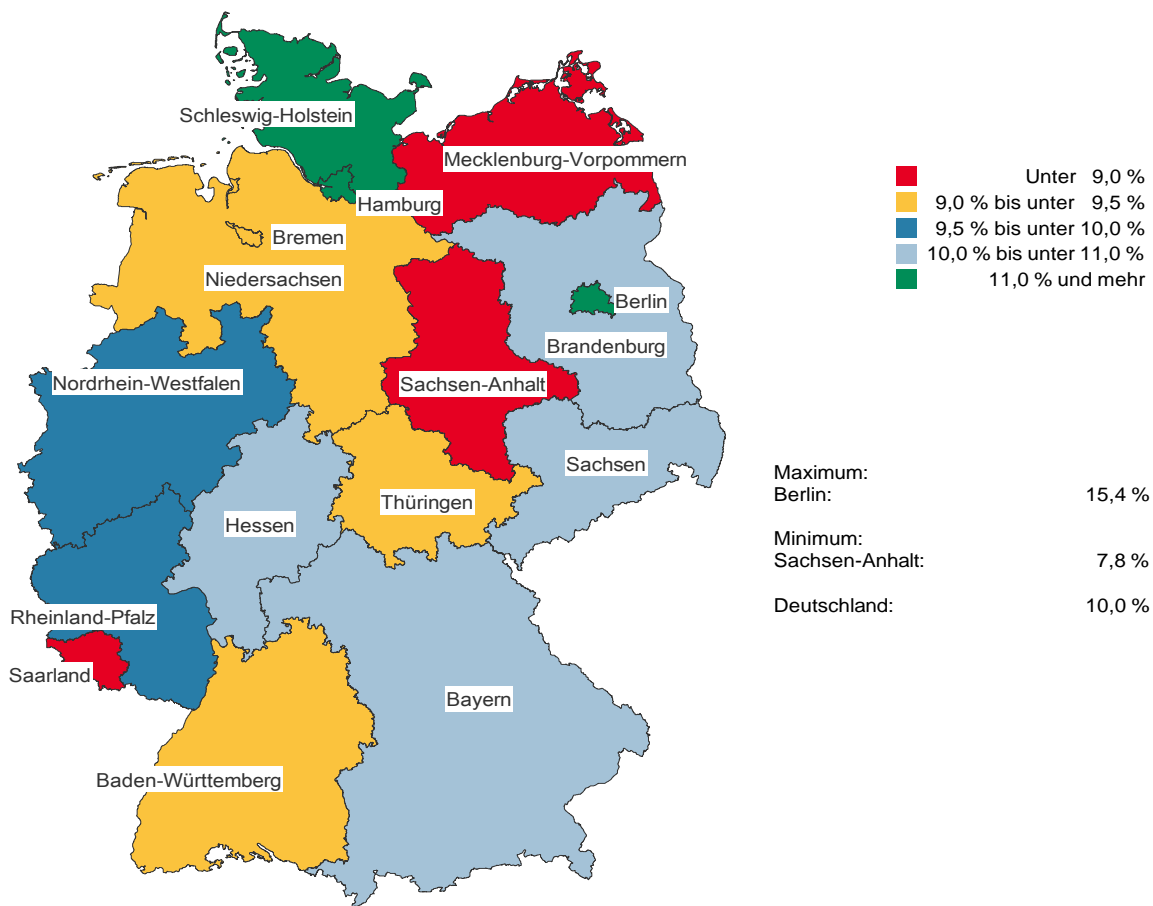 Schleswig-Holstein
Mecklenburg-Vorpommern
Hamburg
Bremen
Niedersachsen
Berlin
Brandenburg
Nordrhein-Westfalen
Sachsen-Anhalt
Sachsen
Thüringen
Hessen
Rheinland-Pfalz
Saarland
Bayern
Baden-Württemberg
Unter 9,0 %
9,0 % bis unter 9,5 %
9,5 % bis unter 10,0 %
10,0 % bis unter 11,0 %
11,0 % und mehr
Maximum:
Berlin: 15,4 %
Minimum:
Sachsen-Anhalt: 7,8 %
Deutschland: 10,0 %